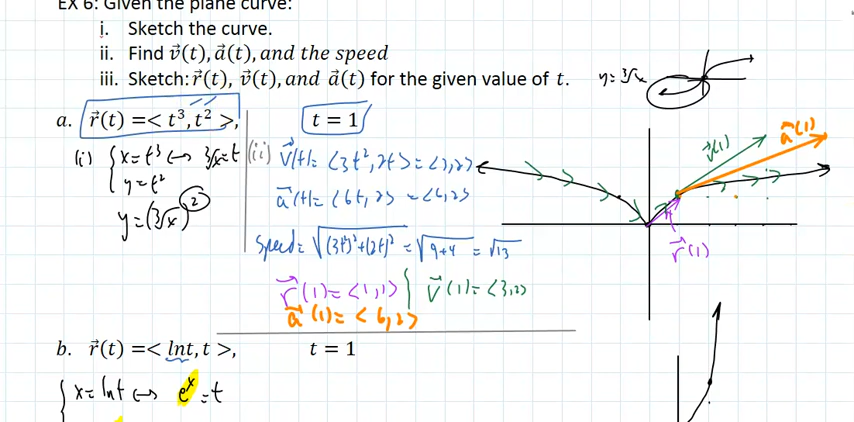 EX 6: Given the plane curve:
i. Sketch the curve.
ii. Find v⃗(t), a⃗(t), and the speed
iii. Sketch: r⃗(t), v⃗(t), and a⃗(t) for the given value of t.
y = ∛x
a. r⃗(t) =< t³, t² >, t = 1
(i) { x = t³ ↔ ∛x = t
y = t²
y = (∛x)²
(ii) v⃗(t) = <3t², 2t> = <3,2>
a⃗(t) = <6t, 2> = <6,2>
Speed = √((3t²)²+(2t)²) = √(9+4) = √13
r⃗(1) = <1,1> { v⃗(1) = <3,2>
a⃗(1) = <6,2>
v⃗(1)
a⃗(1)
r⃗(1)
b. r⃗(t) =< lnt, t >, t = 1
{ x = lnt ↔ eˣ = t